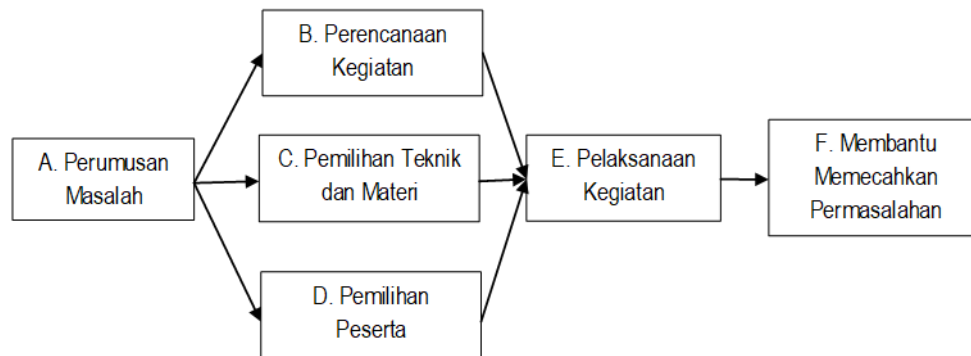 A. Perumusan
Masalah
B. Perencanaan
Kegiatan
C. Pemilihan Teknik
dan Materi
D. Pemilihan
Peserta
E. Pelaksanaan
Kegiatan
F. Membantu
Memecahkan
Permasalahan